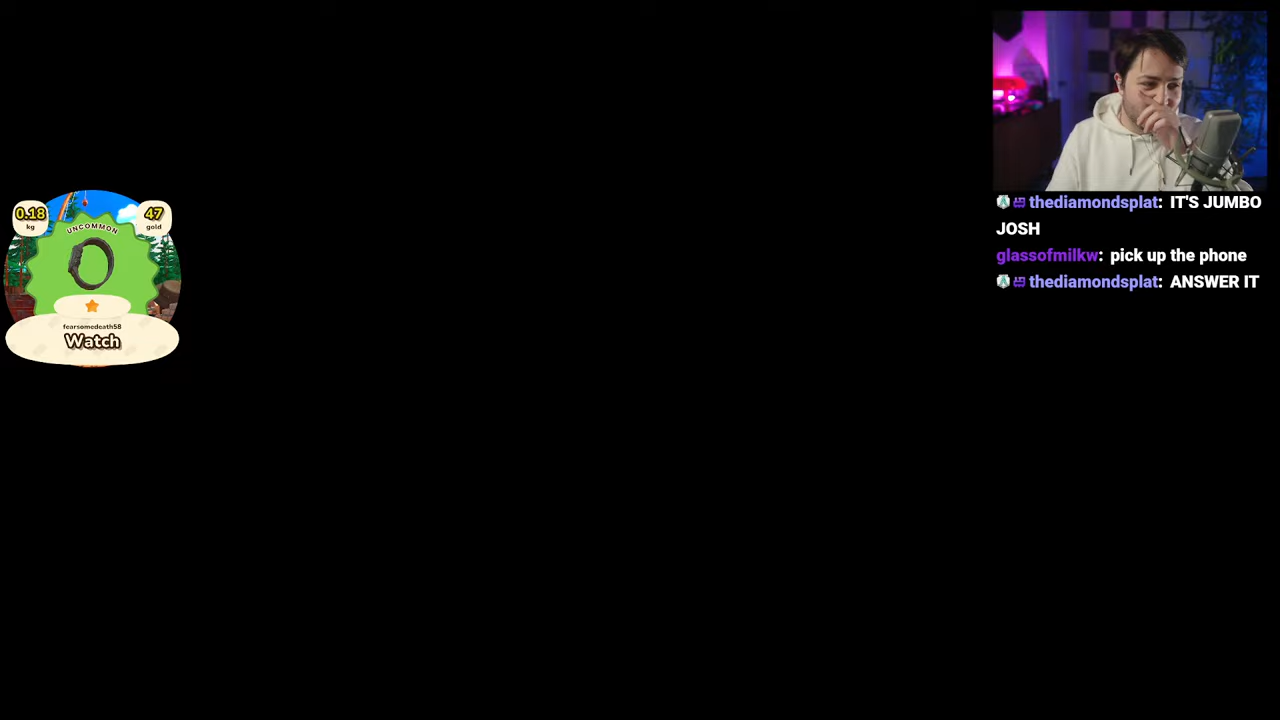 0.18
kg
47
gold
UNCOMMON
fearsomedeath58
Watch
thediamondsplat: IT'S JUMBO
JOSH
glassofmilkw: pick up the phone
thediamondsplat: ANSWER IT